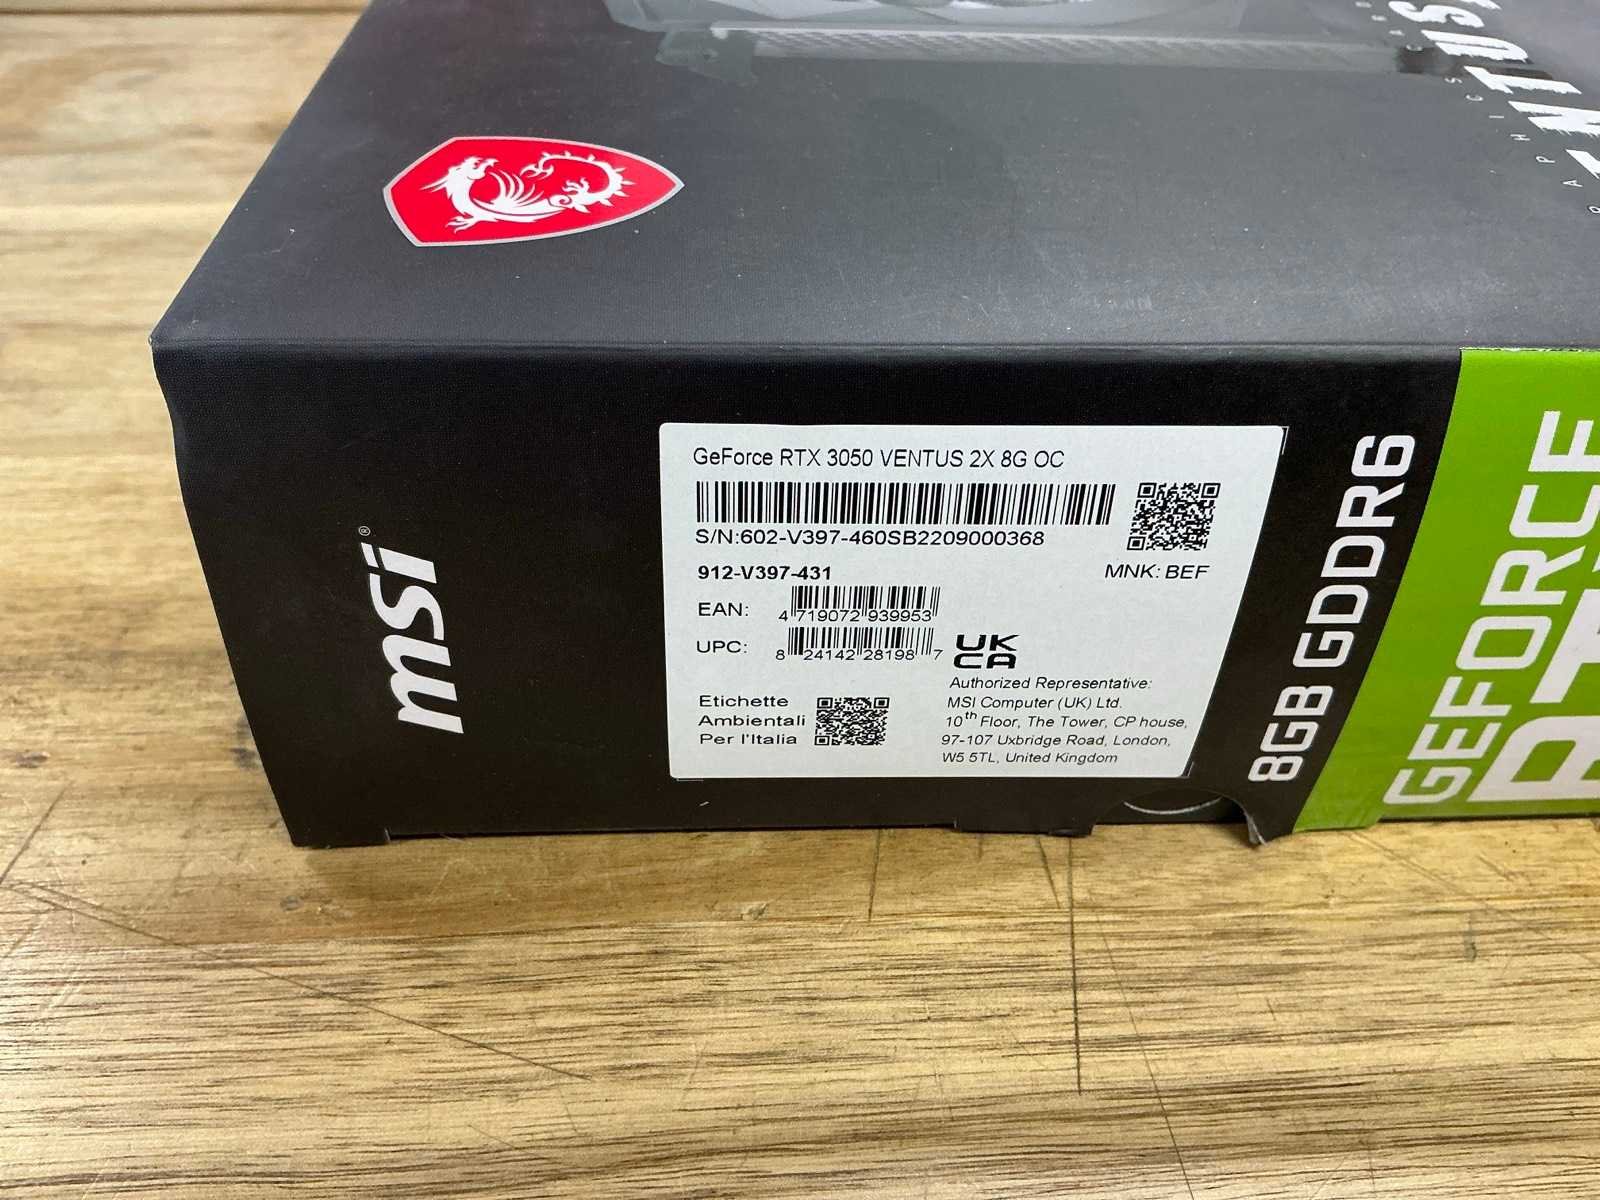 GeForce RTX 3050 VENTUS 2X 8G OC
S/N:602-V397-460SB2209000368
912-V397-431
MNK: BEF
EAN:
4 719072 939953
UPC:
8 24142 28198 7
UK
CA
Etichette
Ambientali
Per l'Italia
Authorized Representative:
MSI Computer (UK) Ltd.
10th Floor, The Tower, CP house,
97-107 Uxbridge Road, London,
W5 5TL, United Kingdom
msi®
8GB GDDR6
GEFORCE